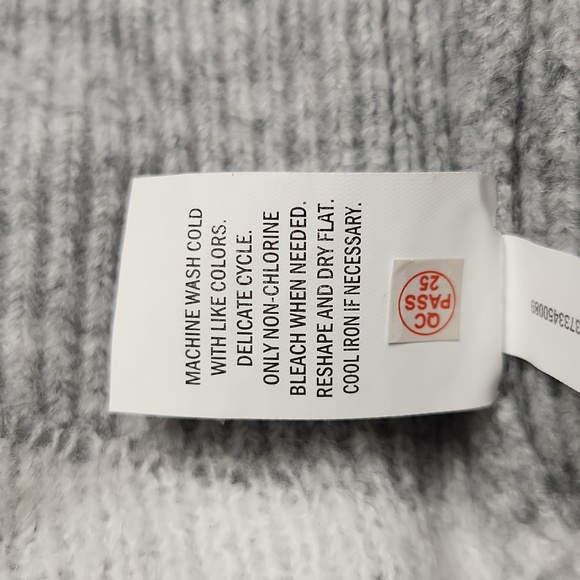 MACHINE WASH COLD
WITH LIKE COLORS.
DELICATE CYCLE.
ONLY NON-CHLORINE
BLEACH WHEN NEEDED.
RESHAPE AND DRY FLAT.
COOL IRON IF NECESSARY.
QC
PASS
25
3733450089